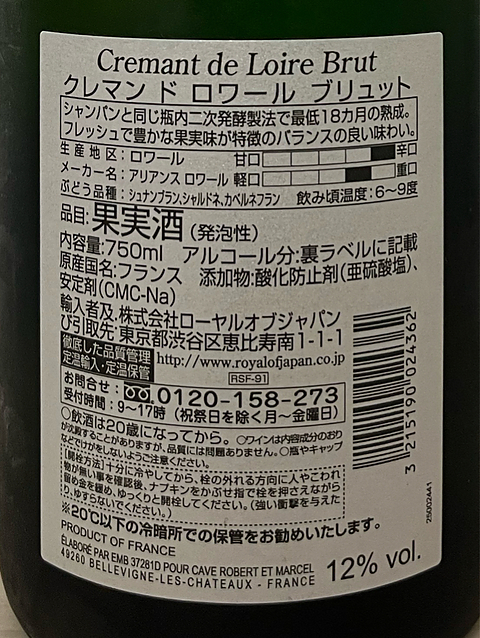 Cremant de Loire Brut
クレマン ド ロワール ブリュット
シャンパンと同じ瓶内二次発酵製法で最低18カ月の熟成。
フレッシュで豊かな果実味が特徴のバランスの良い味わい。
生産地区：ロワール 甘口 辛口
メーカー名：アリアンス ロワール 軽口 重口
ぶどう品種：シュナンブラン、シャルドネ、カベルネフラン 飲み頃温度：6～9度
品目:果実酒(発泡性)
内容量:750ml アルコール分:裏ラベルに記載
原産国名:フランス 添加物:酸化防止剤(亜硫酸塩)、
安定剤(CMC-Na)
輸入者及.株式会社ローヤルオブジャパン
び引取先.東京都渋谷区恵比寿南1-1-1
徹底した品質管理
定温輸入・定温保管
http://www.royalofjapan.co.jp
RSF-91
お問合せ：0120-158-273
受付時間：9～17時（祝祭日を除く月～金曜日）
○飲酒は20歳になってから。○ワインは内容成分のおり
が沈殿することがありますが、品質には問題ありません。○瓶やキャップ
などでけがをしないようご注意ください。
[開栓方法]十分に冷やしてから、栓の外れる方向に人やこわれ
物が無い事を確認後、ナプキンをかぶせ指で栓を押さえながら
留め金を緩め、ゆっくりと開栓してください。（強い衝撃を与えた
り、ゆすらないでください。）
※20℃以下の冷暗所での保管をお勧めいたします。
PRODUCT OF FRANCE
ÉLABORÉ PAR EMB 37281D POUR CAVE ROBERT ET MARCEL
49260 BELLEVIGNE-LES-CHATEAUX - FRANCE
12% vol.
3 215190 024362
25002441